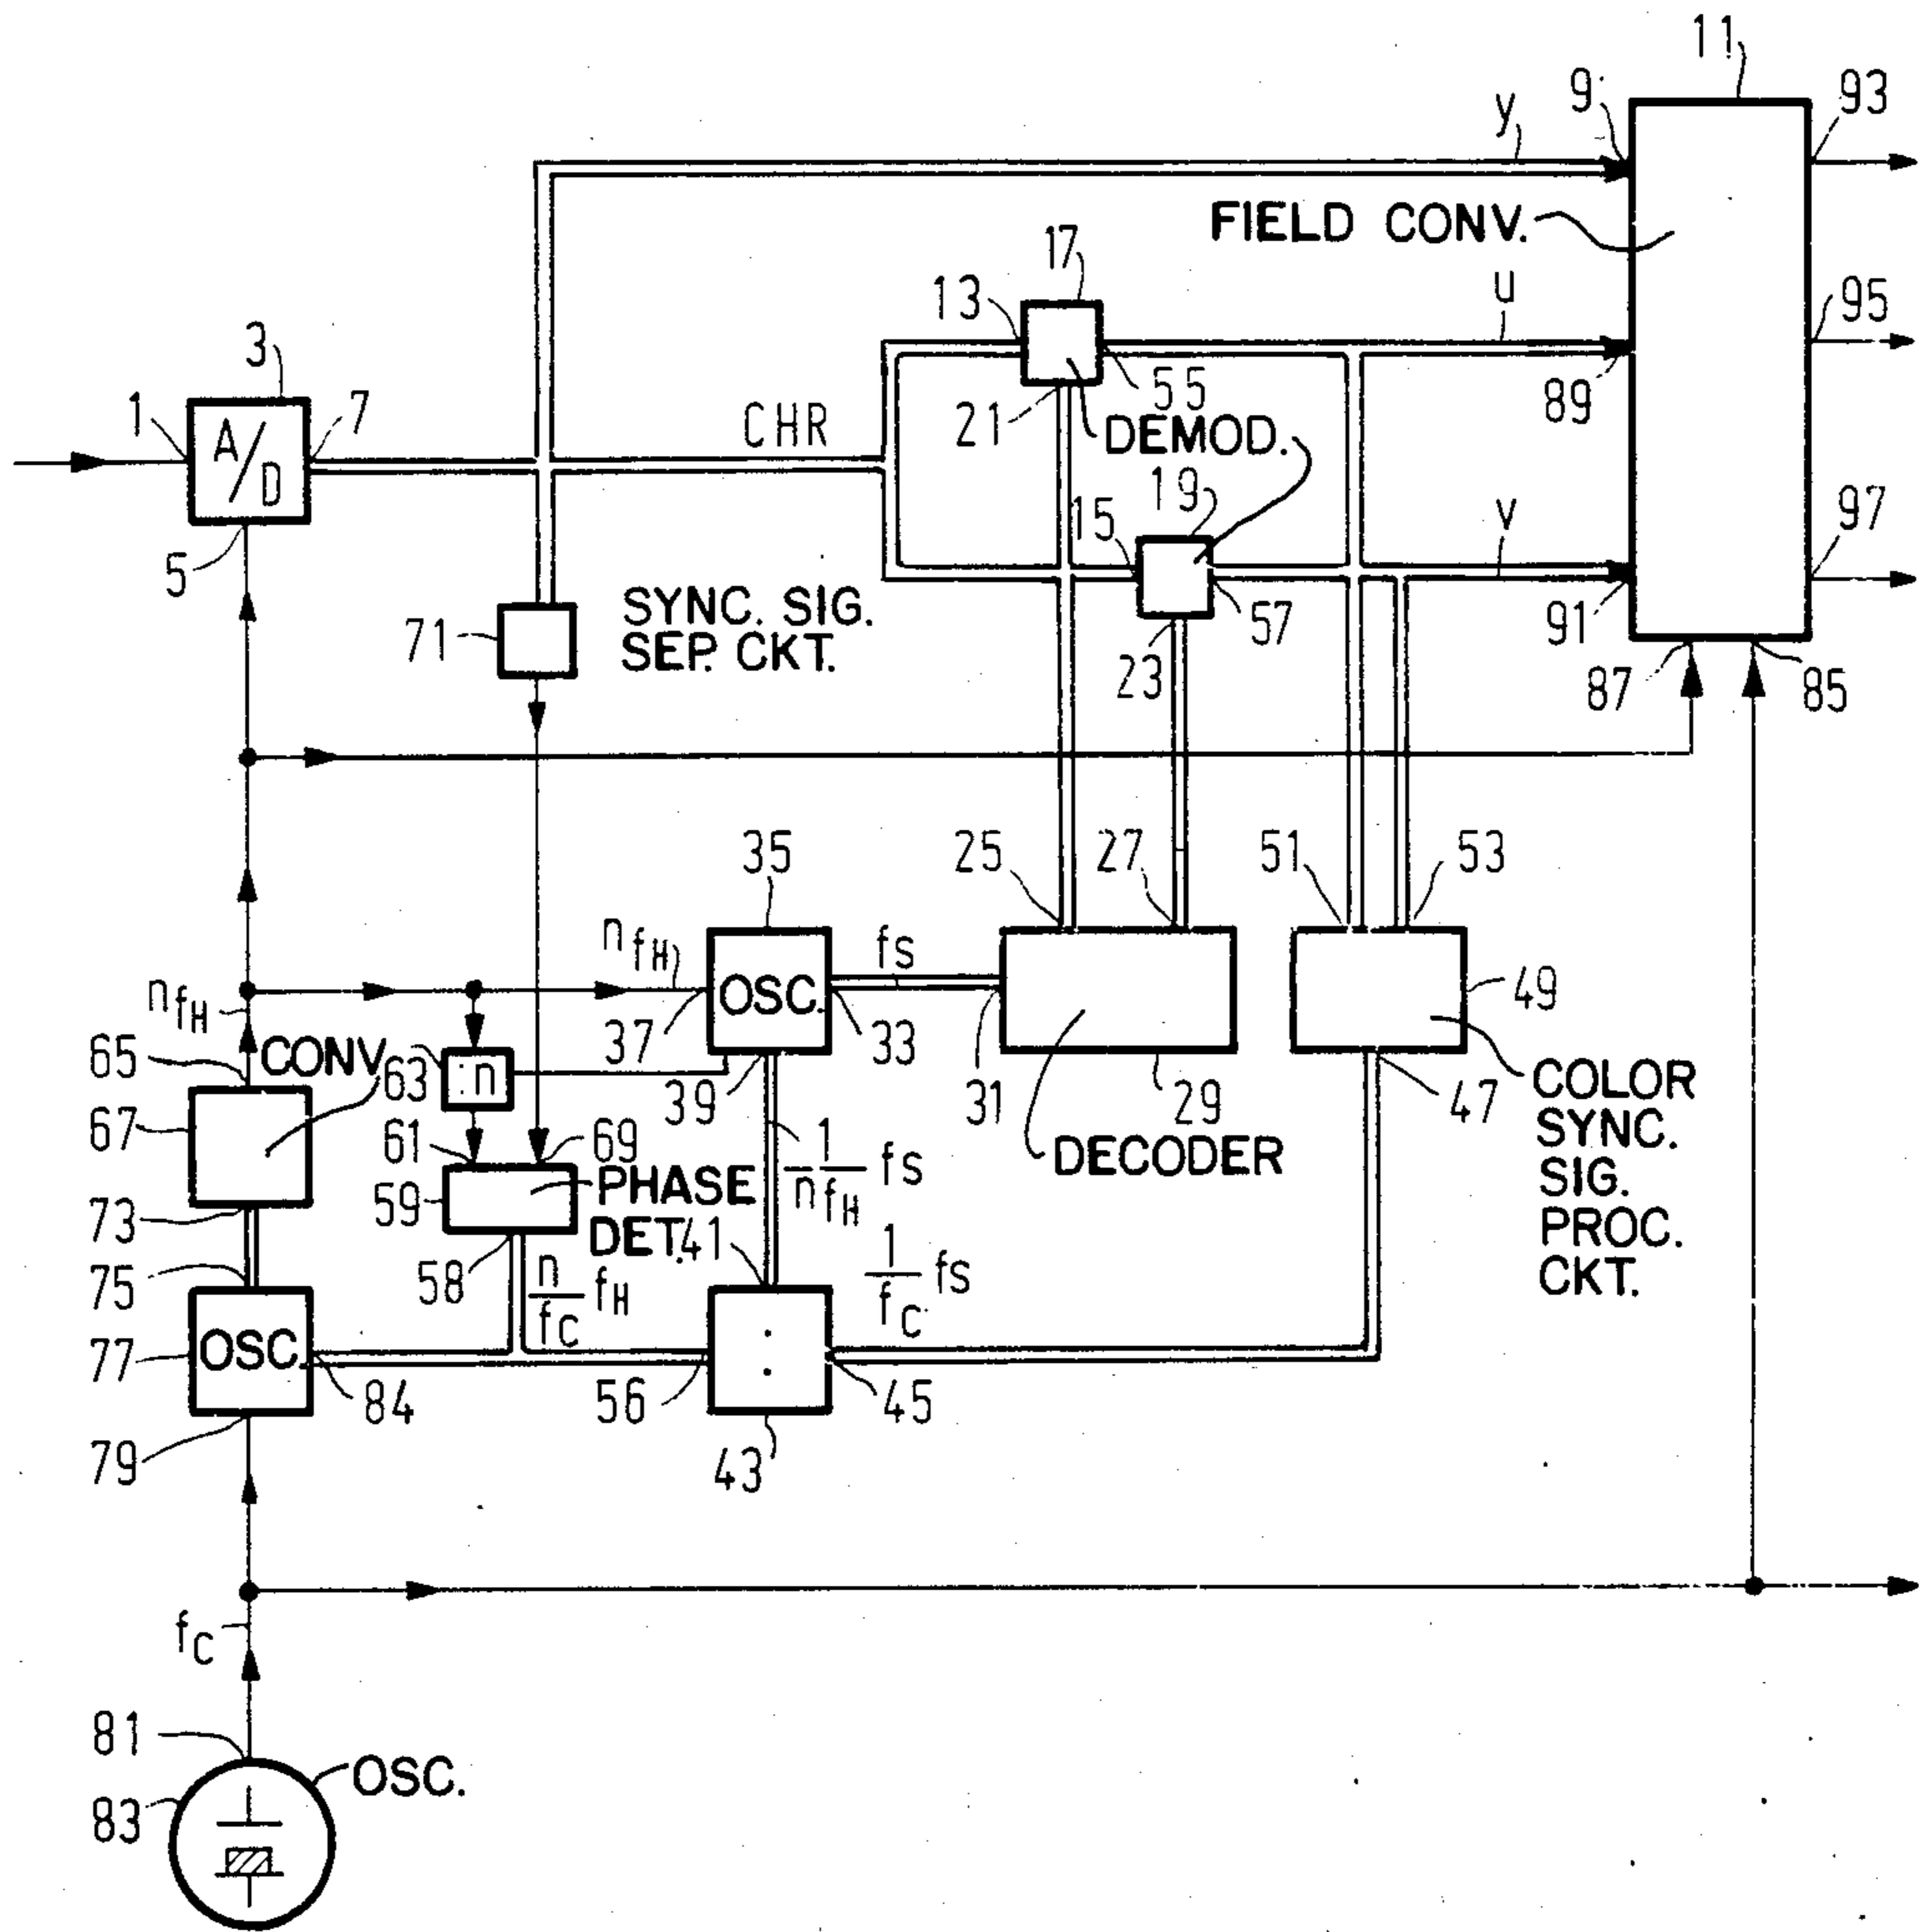 11
9
93
y
FIELD CONV.
17
13
u
95
3
1
7
A/D
CHR
21
55
DEMOD.
89
5
15
19
v
97
71
SYNC. SIG.
SEP. CKT.
23
57
91
87
85
35
25
27
51
53
nfH
nfH
OSC.
fs
49
37
33
31
29
47
65
CONV.
63
:n
39
67
61
69
DECODER
COLOR
SYNC.
SIG.
PROC.
CKT.
59
PHASE
DET.
1/nfH fs
73
41
75
58
n/fC fH
1/fC fs
77
OSC.
84
56
:
45
79
43
fC
81
OSC.
83